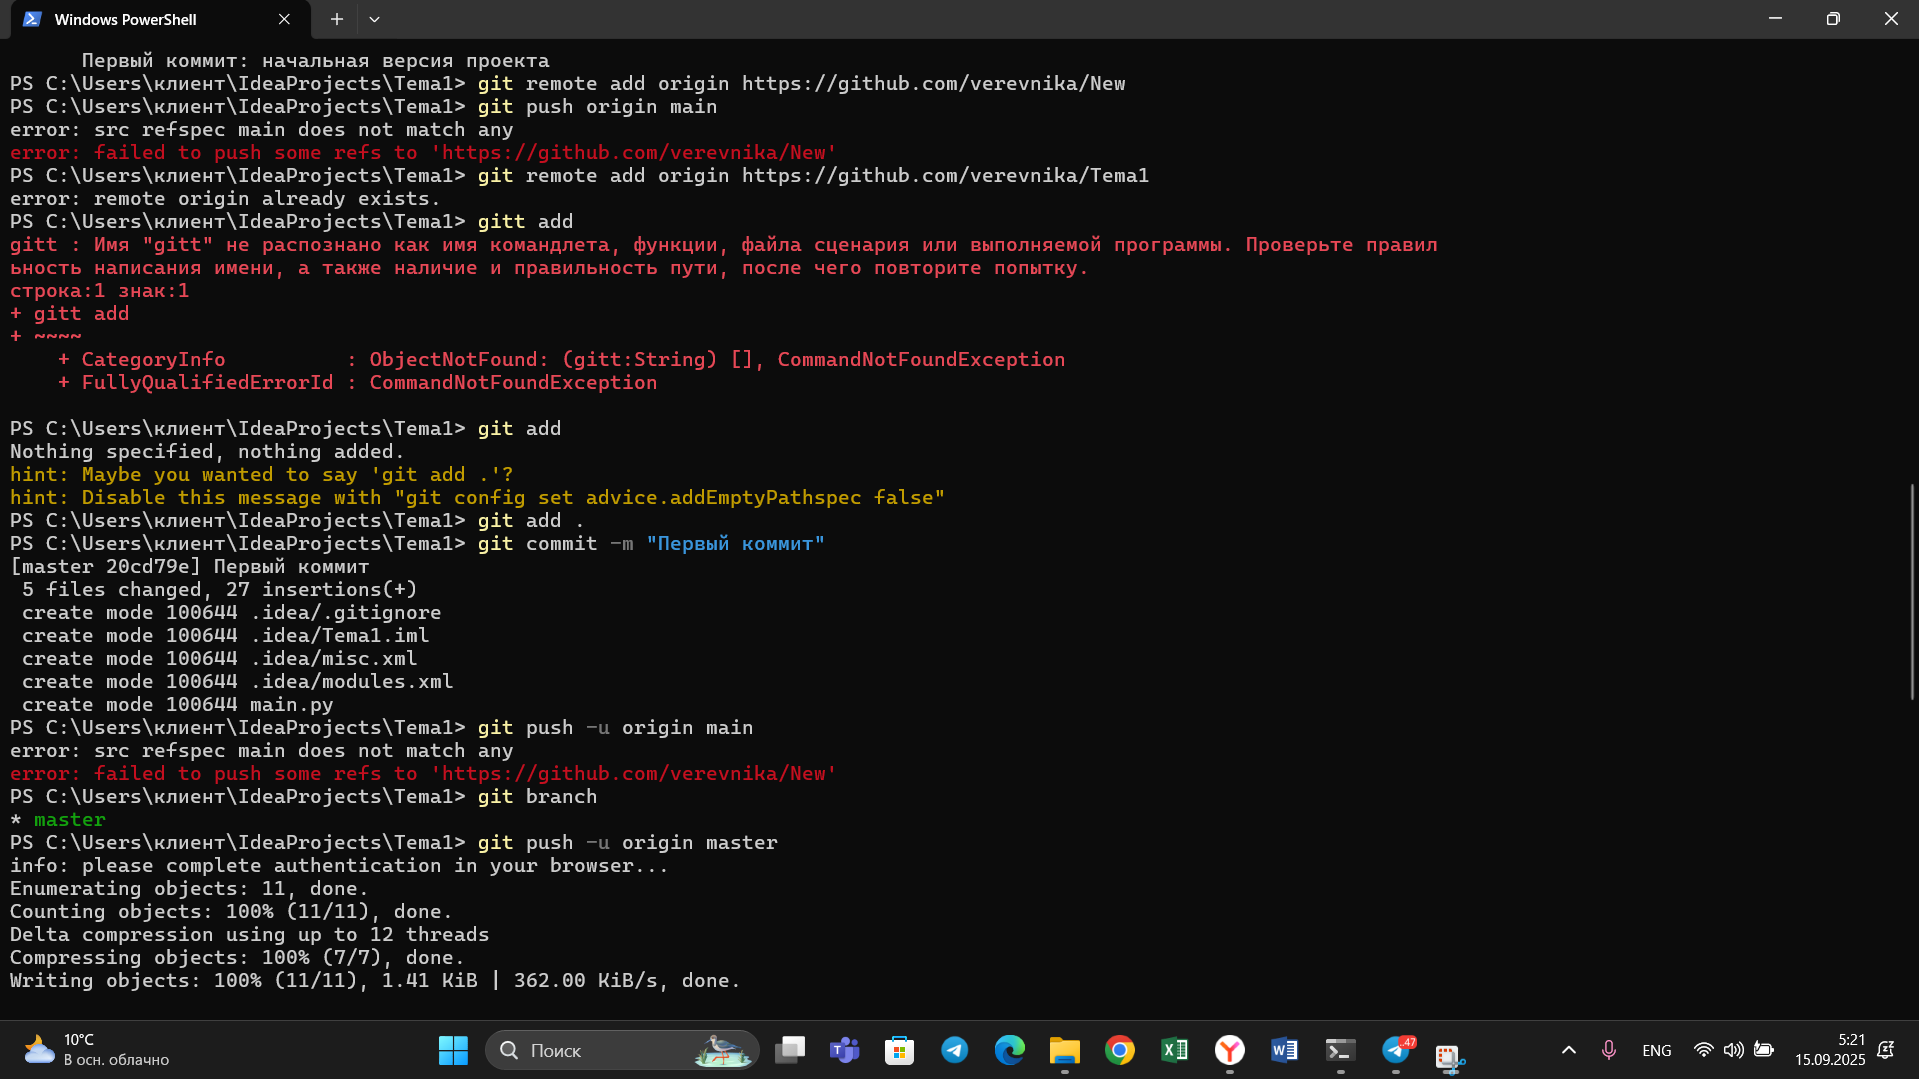 Windows PowerShell
Первый коммит: начальная версия проекта
PS C:\Users\клиент\IdeaProjects\Tema1> git remote add origin https://github.com/verevnika/New
PS C:\Users\клиент\IdeaProjects\Tema1> git push origin main
error: src refspec main does not match any
error: failed to push some refs to 'https://github.com/verevnika/New'
PS C:\Users\клиент\IdeaProjects\Tema1> git remote add origin https://github.com/verevnika/Tema1
error: remote origin already exists.
PS C:\Users\клиент\IdeaProjects\Tema1> gitt add
gitt : Имя "gitt" не распознано как имя командлета, функции, файла сценария или выполняемой программы. Проверьте правил
ьность написания имени, а также наличие и правильность пути, после чего повторите попытку.
строка:1 знак:1
+ gitt add
+ ~~~~
    + CategoryInfo          : ObjectNotFound: (gitt:String) [], CommandNotFoundException
    + FullyQualifiedErrorId : CommandNotFoundException
PS C:\Users\клиент\IdeaProjects\Tema1> git add
Nothing specified, nothing added.
hint: Maybe you wanted to say 'git add .'?
hint: Disable this message with "git config set advice.addEmptyPathspec false"
PS C:\Users\клиент\IdeaProjects\Tema1> git add .
PS C:\Users\клиент\IdeaProjects\Tema1> git commit -m "Первый коммит"
[master 20cd79e] Первый коммит
 5 files changed, 27 insertions(+)
 create mode 100644 .idea/.gitignore
 create mode 100644 .idea/Tema1.iml
 create mode 100644 .idea/misc.xml
 create mode 100644 .idea/modules.xml
 create mode 100644 main.py
PS C:\Users\клиент\IdeaProjects\Tema1> git push -u origin main
error: src refspec main does not match any
error: failed to push some refs to 'https://github.com/verevnika/New'
PS C:\Users\клиент\IdeaProjects\Tema1> git branch
* master
PS C:\Users\клиент\IdeaProjects\Tema1> git push -u origin master
info: please complete authentication in your browser...
Enumerating objects: 11, done.
Counting objects: 100% (11/11), done.
Delta compression using up to 12 threads
Compressing objects: 100% (7/7), done.
Writing objects: 100% (11/11), 1.41 KiB | 362.00 KiB/s, done.
10°C
В осн. облачно
Поиск
47
ENG
5:21
15.09.2025